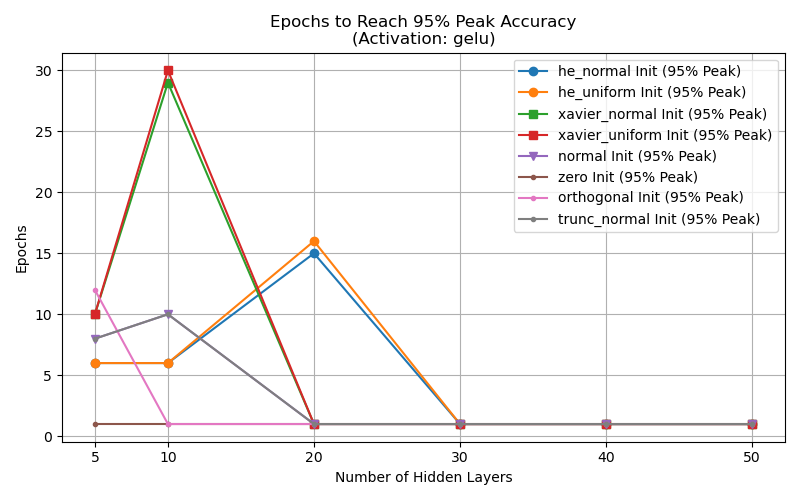 Epochs to Reach 95% Peak Accuracy
(Activation: gelu)
he_normal Init (95% Peak)
he_uniform Init (95% Peak)
xavier_normal Init (95% Peak)
xavier_uniform Init (95% Peak)
normal Init (95% Peak)
zero Init (95% Peak)
orthogonal Init (95% Peak)
trunc_normal Init (95% Peak)
Epochs
30
25
20
15
10
5
0
5 10 20 30 40 50
Number of Hidden Layers